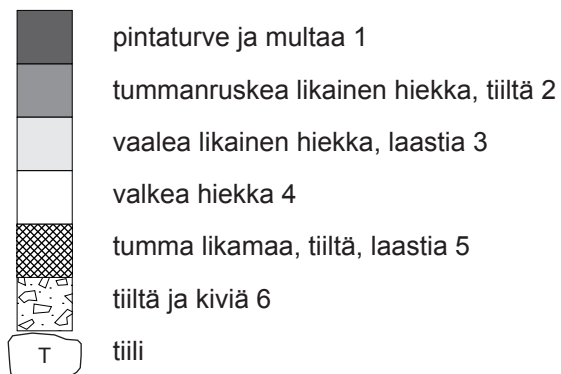 pintaturve ja multaa 1
tummanruskea likainen hiekka, tiiltä 2
vaalea likainen hiekka, laastia 3
valkea hiekka 4
tumma likamaa, tiiltä, laastia 5
tiiltä ja kiviä 6
T tiili